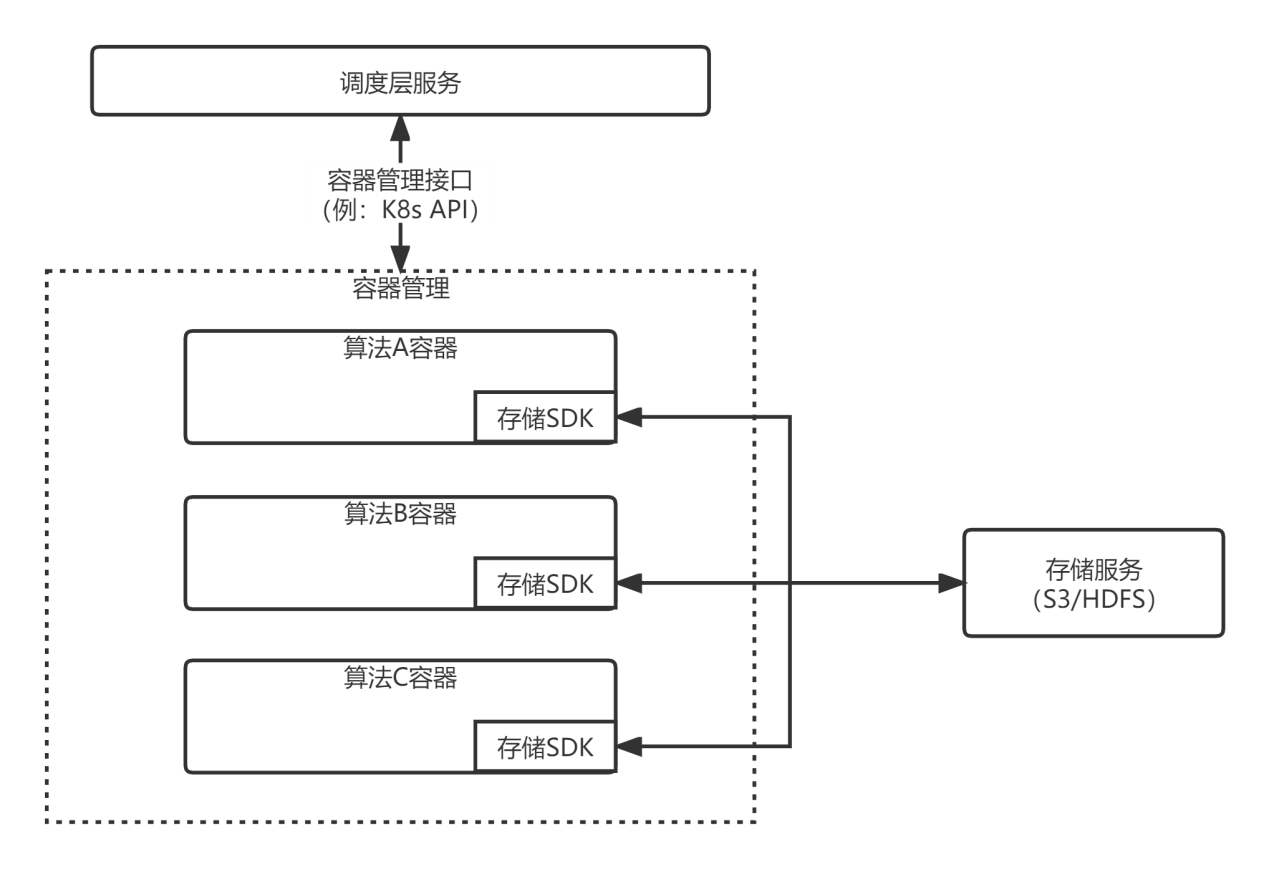 调度层服务
容器管理接口
（例：K8s API）
容器管理
算法A容器
存储SDK
算法B容器
存储SDK
存储服务
（S3/HDFS）
算法C容器
存储SDK